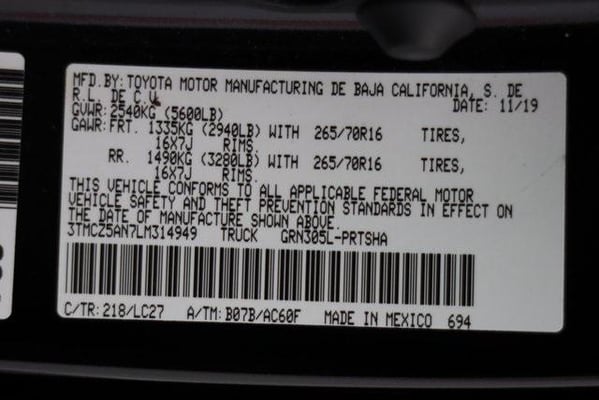 MFD.BY:TOYOTA MOTOR MANUFACTURING DE BAJA CALIFORNIA, S. DE
R.L. DE C.V. DATE: 11/19
GVWR:2540KG (5600LB)
GAWR:FRT. 1335KG (2940LB) WITH 265/70R16 TIRES,
16X7J RIMS.
RR. 1490KG (3280LB) WITH 265/70R16 TIRES,
16X7J RIMS.
THIS VEHICLE CONFORMS TO ALL APPLICABLE FEDERAL MOTOR
VEHICLE SAFETY AND THEFT PREVENTION STANDARDS IN EFFECT ON
THE DATE OF MANUFACTURE SHOWN ABOVE.
3TMCZ5AN7LM314949 TRUCK GRN305L-PRTSHA
C/TR:218/LC27 A/TM:B07B/AC60F MADE IN MEXICO 694